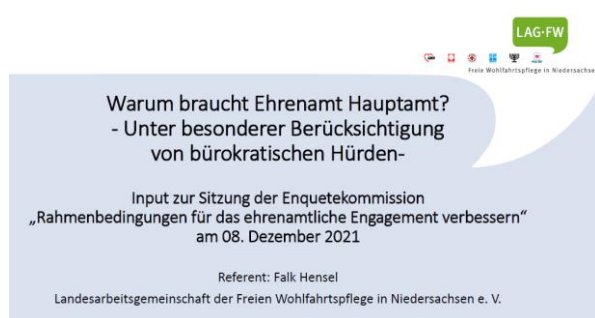 LAG·FW
Freie Wohlfahrtspflege in Niedersachsen
Warum braucht Ehrenamt Hauptamt?
- Unter besonderer Berücksichtigung
von bürokratischen Hürden-
Input zur Sitzung der Enquetekommission
„Rahmenbedingungen für das ehrenamtliche Engagement verbessern“
am 08. Dezember 2021
Referent: Falk Hensel
Landesarbeitsgemeinschaft der Freien Wohlfahrtspflege in Niedersachsen e. V.